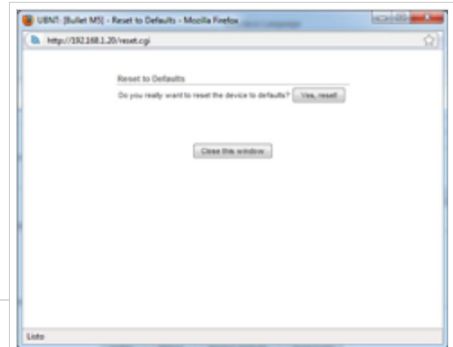 UBNT: [Bullet M5] - Reset to Defaults - Mozilla Firefox
http://192.168.1.20/reset.cgi
Reset to Defaults
Do you really want to reset the device to defaults? Yes, reset
Close this window
Listo